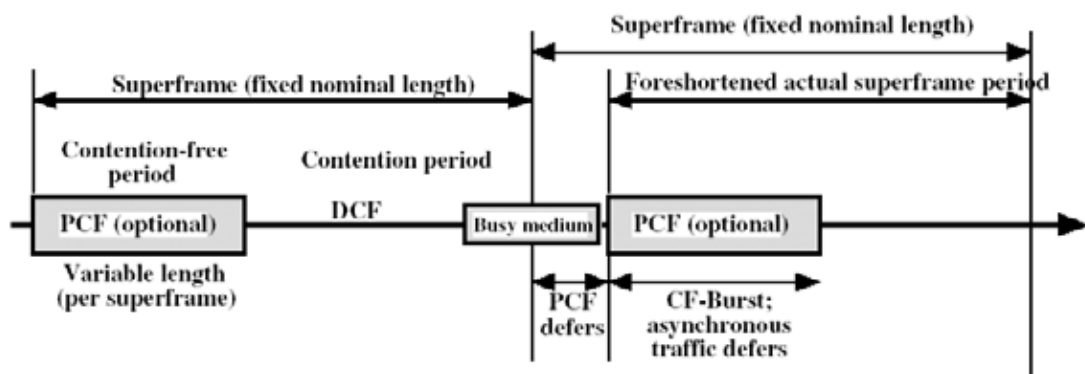 Superframe (fixed nominal length)
Superframe (fixed nominal length)
Foreshortened actual superframe period
Contention-free
period
Contention period
PCF (optional)
DCF
Busy medium
PCF (optional)
Variable length
(per superframe)
PCF
defers
CF-Burst;
asynchronous
traffic defers